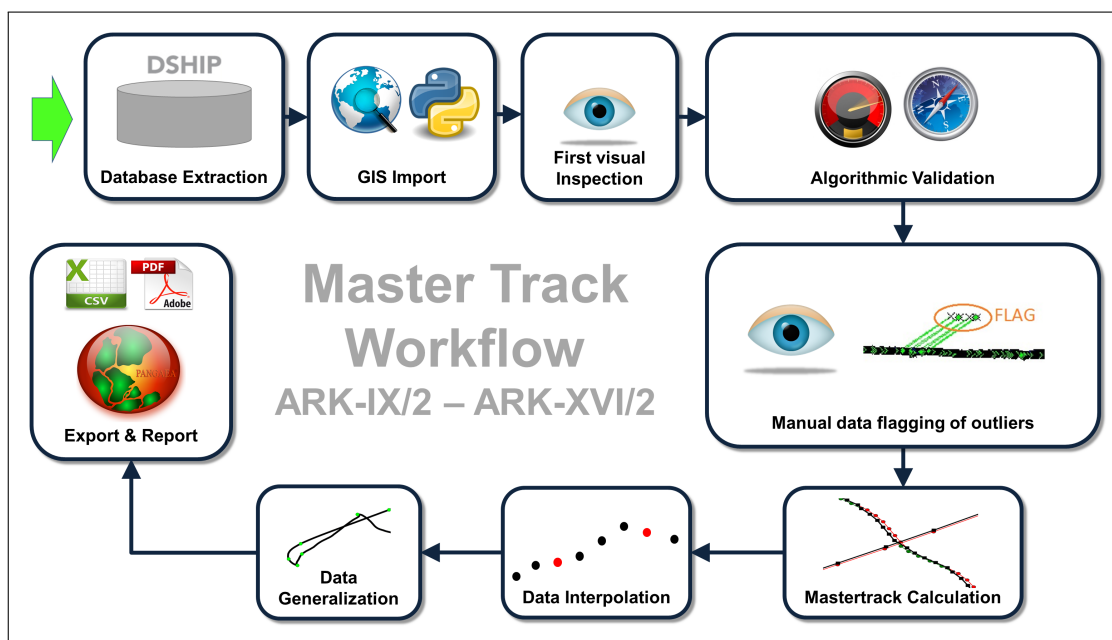 DSHIP
Database Extraction
GIS Import
First visual
Inspection
N
S
Algorithmic Validation
X
CSV
PDF
Adobe
PANGAEA
Export & Report
Master Track
Workflow
ARK-IX/2 – ARK-XVI/2
FLAG
Manual data flagging of outliers
Data
Generalization
Data Interpolation
Mastertrack Calculation